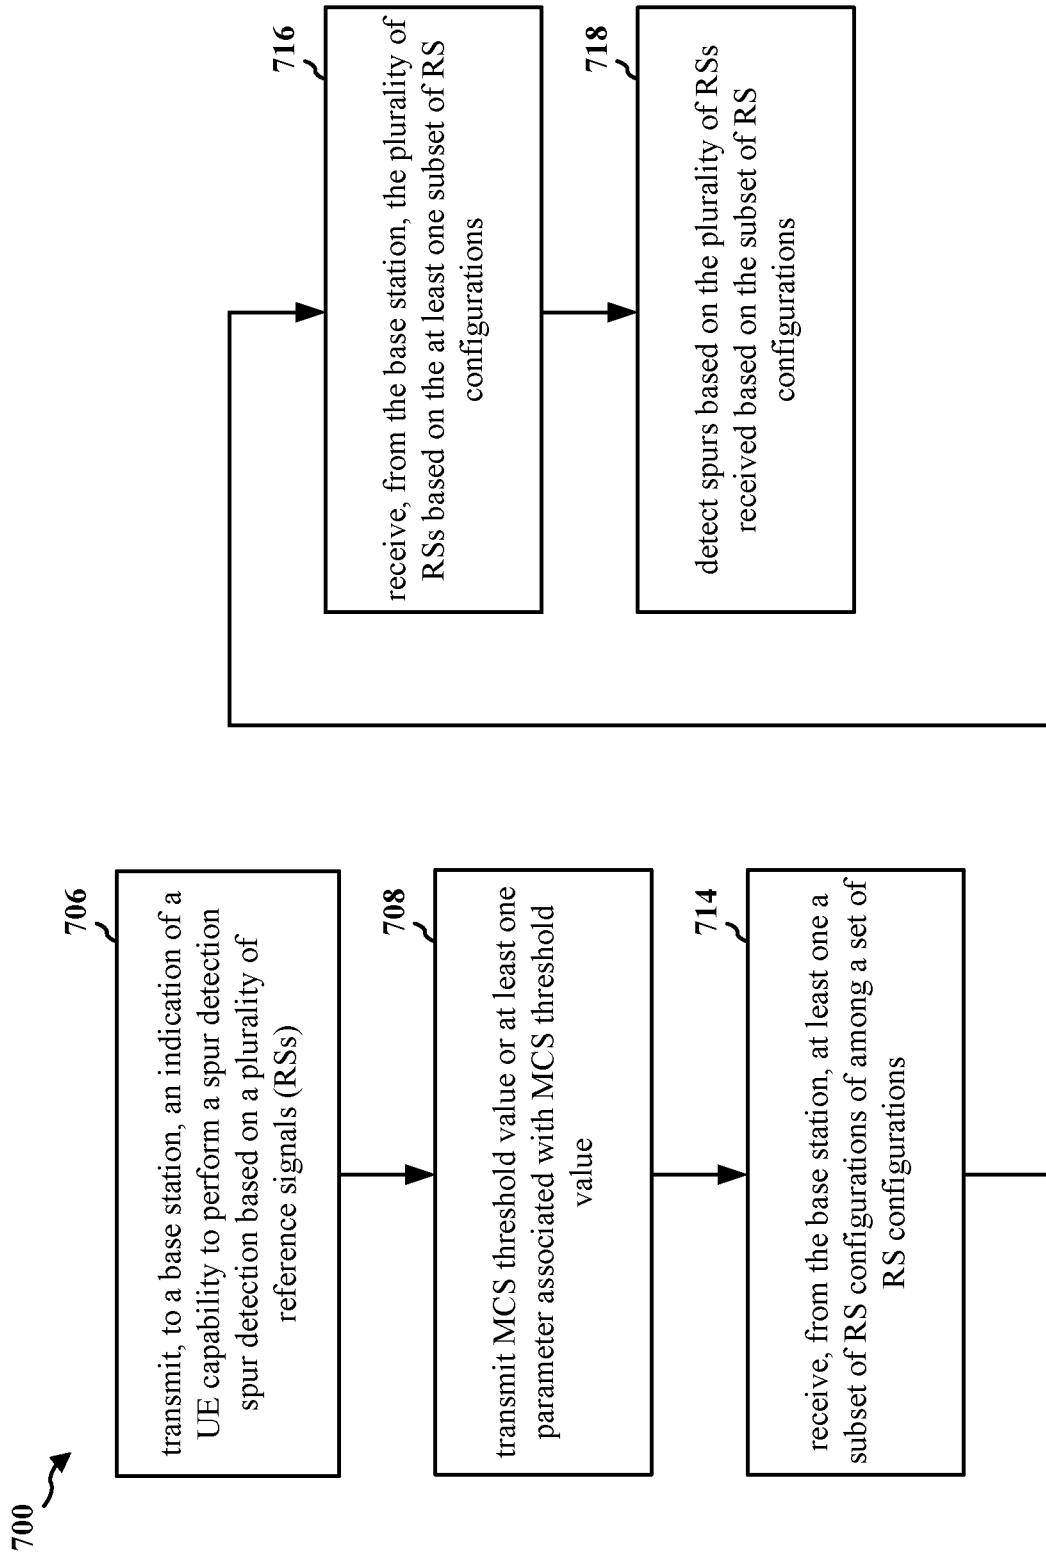 700
706
transmit, to a base station, an indication of a
UE capability to perform a spur detection
spur detection based on a plurality of
reference signals (RSs)
708
transmit MCS threshold value or at least one
parameter associated with MCS threshold
value
714
receive, from the base station, at least one a
subset of RS configurations of among a set of
RS configurations
716
receive, from the base station, the plurality of
RSs based on the at least one subset of RS
configurations
718
detect spurs based on the plurality of RSs
received based on the subset of RS
configurations